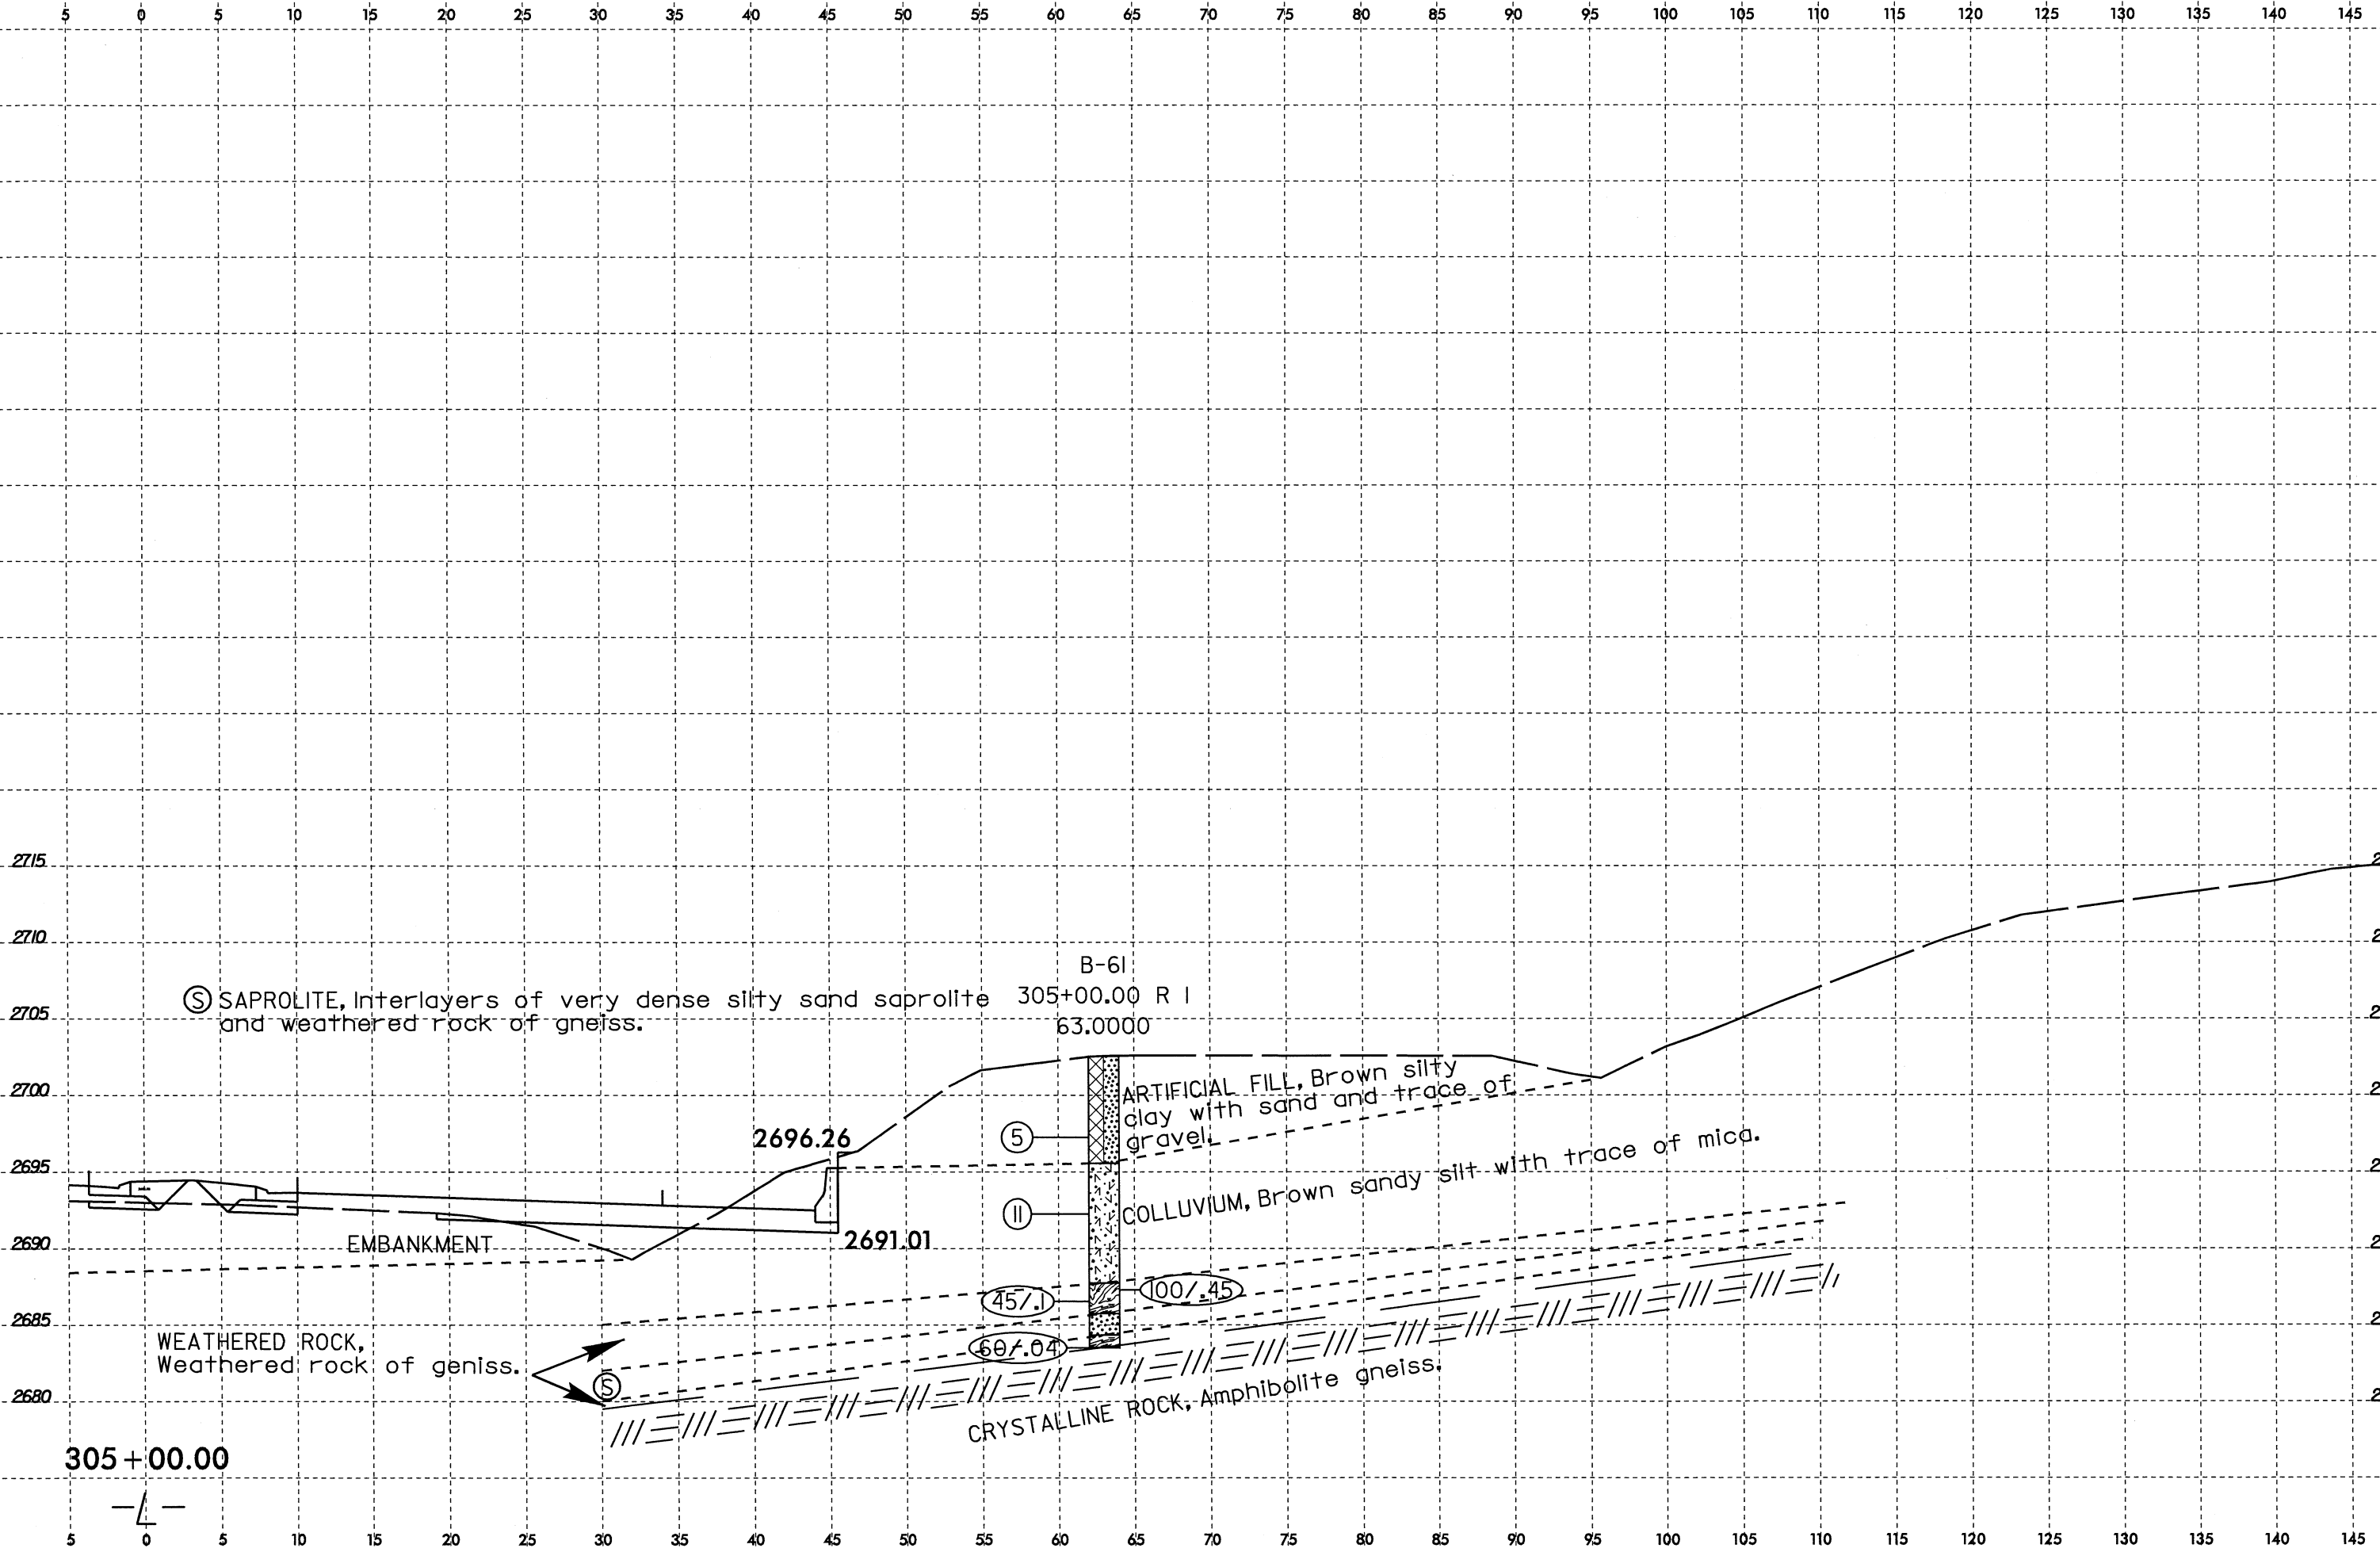 5 0 5 10 15 20 25 30 35 40 45 50 55 60 65 70 75 80 85 90 95 100 105 110 115 120 125 130 135 140 145
2715
2710
B-61
S SAPROLITE, Interlayers of very dense silty sand saprolite
and weathered rock of gneiss.
305+00.00 R 1
63.0000
2705
2700
ARTIFICIAL FILL, Brown silty
clay with sand and trace of
gravel.
5
2696.26
2695
COLLUVIUM, Brown sandy silt with trace of mica.
11
2691.01
EMBANKMENT
2690
45/.1
100/.45
2685
60/.04
WEATHERED ROCK,
Weathered rock of geniss.
S
2680
CRYSTALLINE ROCK, Amphibolite gneiss.
305+00.00
-L-
5 0 5 10 15 20 25 30 35 40 45 50 55 60 65 70 75 80 85 90 95 100 105 110 115 120 125 130 135 140 145